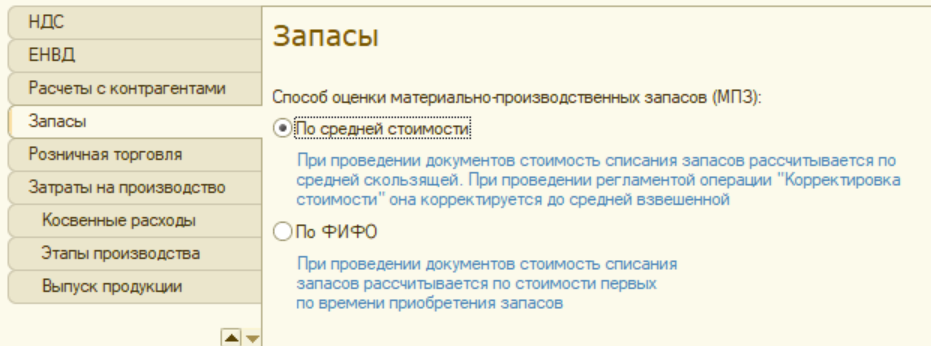 НДС
ЕНВД
Расчеты с контрагентами
Запасы
Розничная торговля
Затраты на производство
Косвенные расходы
Этапы производства
Выпуск продукции
Запасы
Способ оценки материально-производственных запасов (МПЗ):
По средней стоимости
При проведении документов стоимость списания запасов рассчитывается по
средней скользящей. При проведении регламентой операции "Корректировка
стоимости" она корректируется до средней взвешенной
По ФИФО
При проведении документов стоимость списания
запасов рассчитывается по стоимости первых
по времени приобретения запасов